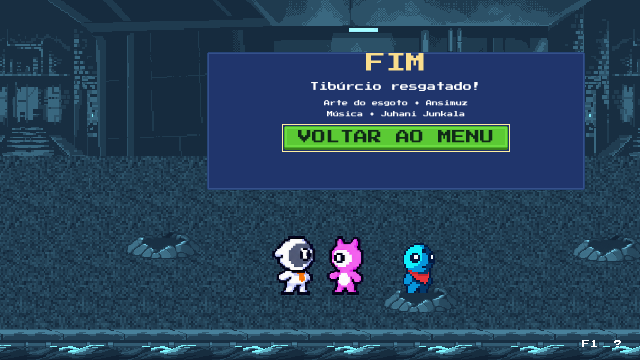 FIM
Tibúrcio resgatado!
Arte do esgoto • Ansimuz
Música • Juhani Junkala
VOLTAR AO MENU
F1 ?